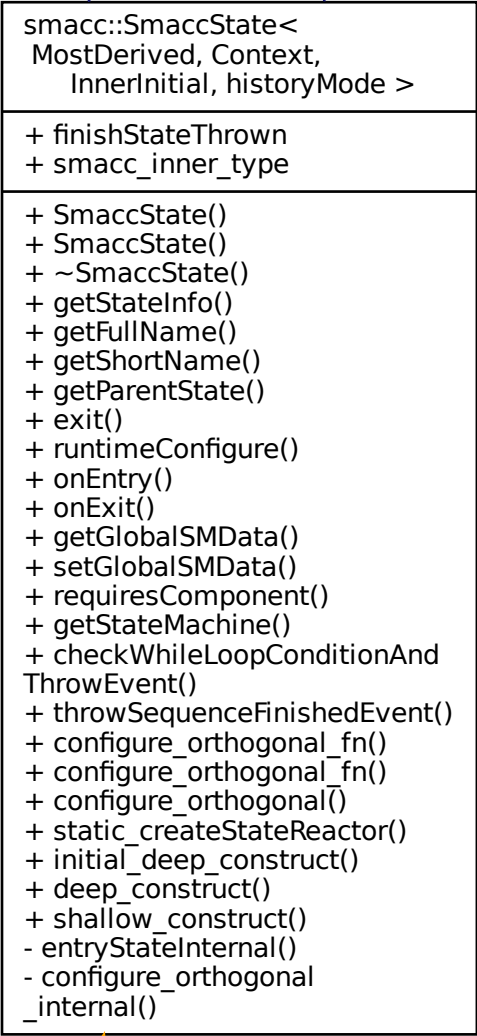 smacc::SmaccState<
MostDerived, Context,
InnerInitial, historyMode >
+ finishStateThrown
+ smacc_inner_type
+ SmaccState()
+ SmaccState()
+ ~SmaccState()
+ getStateInfo()
+ getFullName()
+ getShortName()
+ getParentState()
+ exit()
+ runtimeConfigure()
+ onEntry()
+ onExit()
+ getGlobalSMData()
+ setGlobalSMData()
+ requiresComponent()
+ getStateMachine()
+ checkWhileLoopConditionAnd
ThrowEvent()
+ throwSequenceFinishedEvent()
+ configure_orthogonal_fn()
+ configure_orthogonal_fn()
+ configure_orthogonal()
+ static_createStateReactor()
+ initial_deep_construct()
+ deep_construct()
+ shallow_construct()
- entryStateInternal()
- configure_orthogonal
_internal()